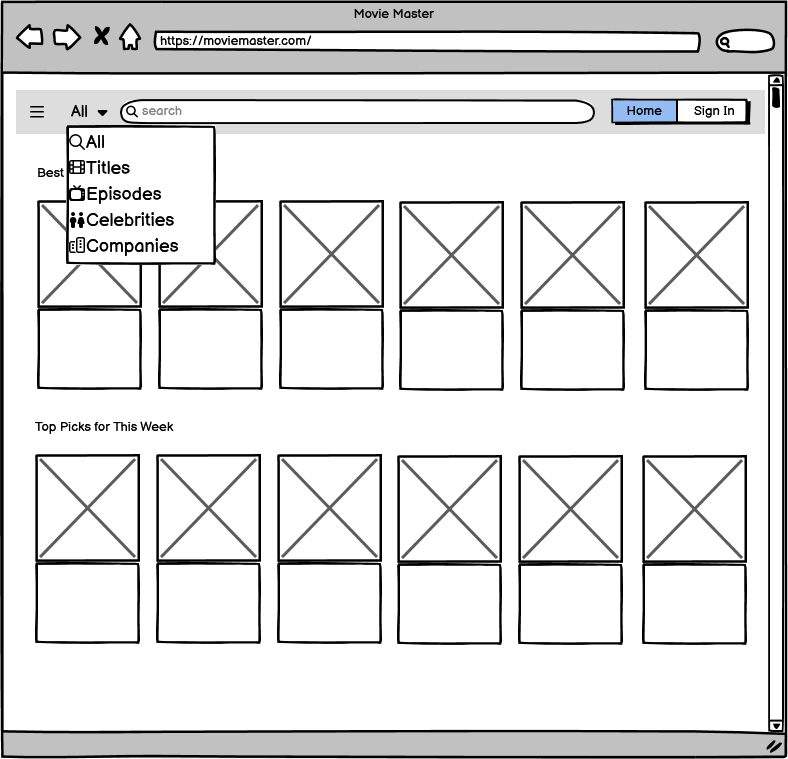 Movie Master
https://moviemaster.com/
All
search
Home
Sign In
All
Titles
Episodes
Celebrities
Companies
Best
Top Picks for This Week